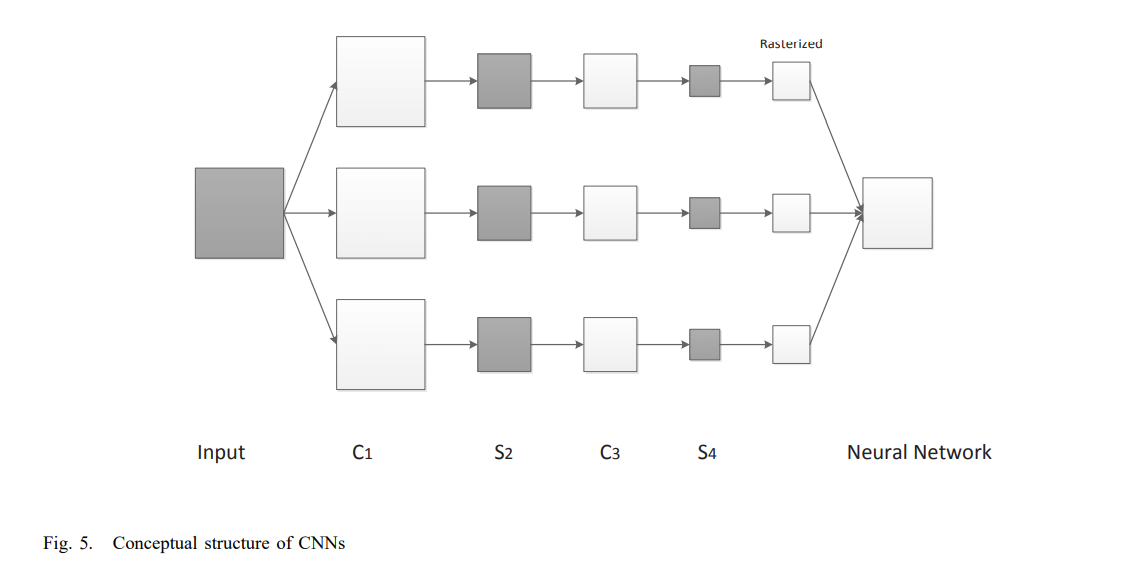 Rasterized
Input C1 S2 C3 S4 Neural Network
Fig. 5. Conceptual structure of CNNs